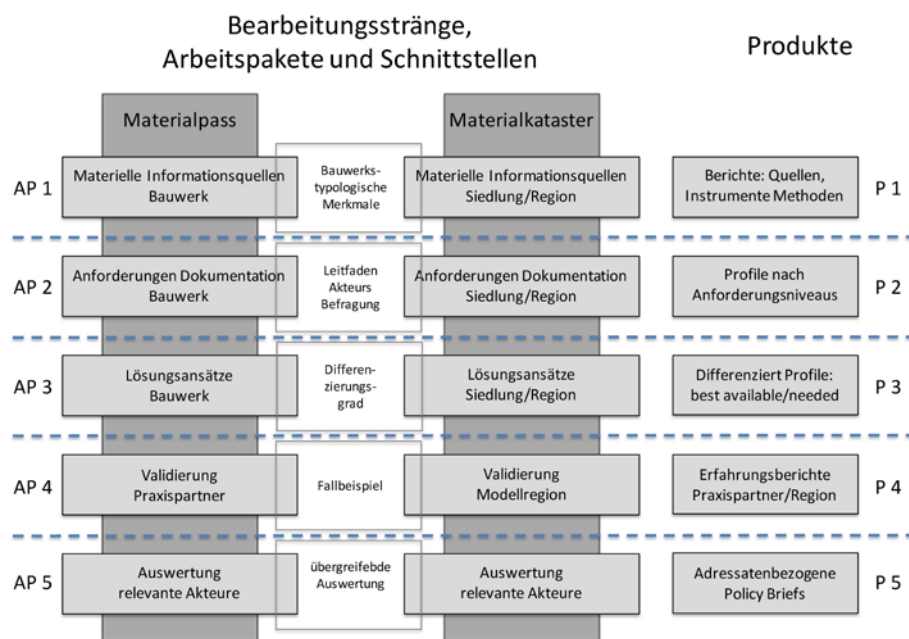 Bearbeitungsstränge,
Arbeitspakete und Schnittstellen
Produkte
Materialpass
Materialkataster
AP 1
Materielle Informationsquellen
Bauwerk
Bauwerks-
typologische
Merkmale
Materielle Informationsquellen
Siedlung/Region
Berichte: Quellen,
Instrumente Methoden
P 1
AP 2
Anforderungen Dokumentation
Bauwerk
Leitfaden
Akteurs
Befragung
Anforderungen Dokumentation
Siedlung/Region
Profile nach
Anforderungsniveaus
P 2
AP 3
Lösungsansätze
Bauwerk
Differen-
zierungs-
grad
Lösungsansätze
Siedlung/Region
Differenziert Profile:
best available/needed
P 3
AP 4
Validierung
Praxispartner
Fallbeispiel
Validierung
Modellregion
Erfahrungsberichte
Praxispartner/Region
P 4
AP 5
Auswertung
relevante Akteure
übergreifebde
Auswertung
Auswertung
relevante Akteure
Adressatenbezogene
Policy Briefs
P 5